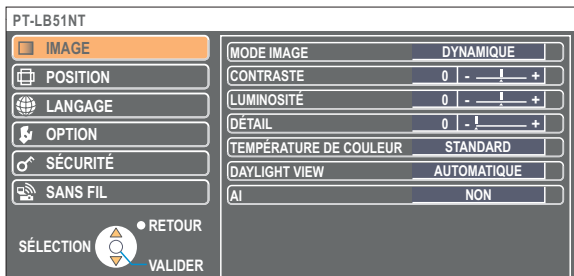 PT-LB51NT
IMAGE
POSITION
LANGAGE
OPTION
SÉCURITÉ
SANS FIL
RETOUR
SÉLECTION
VALIDER
MODE IMAGE DYNAMIQUE
CONTRASTE 0 - +
LUMINOSITÉ 0 - +
DÉTAIL 0 - +
TEMPÉRATURE DE COULEUR STANDARD
DAYLIGHT VIEW AUTOMATIQUE
AI NON